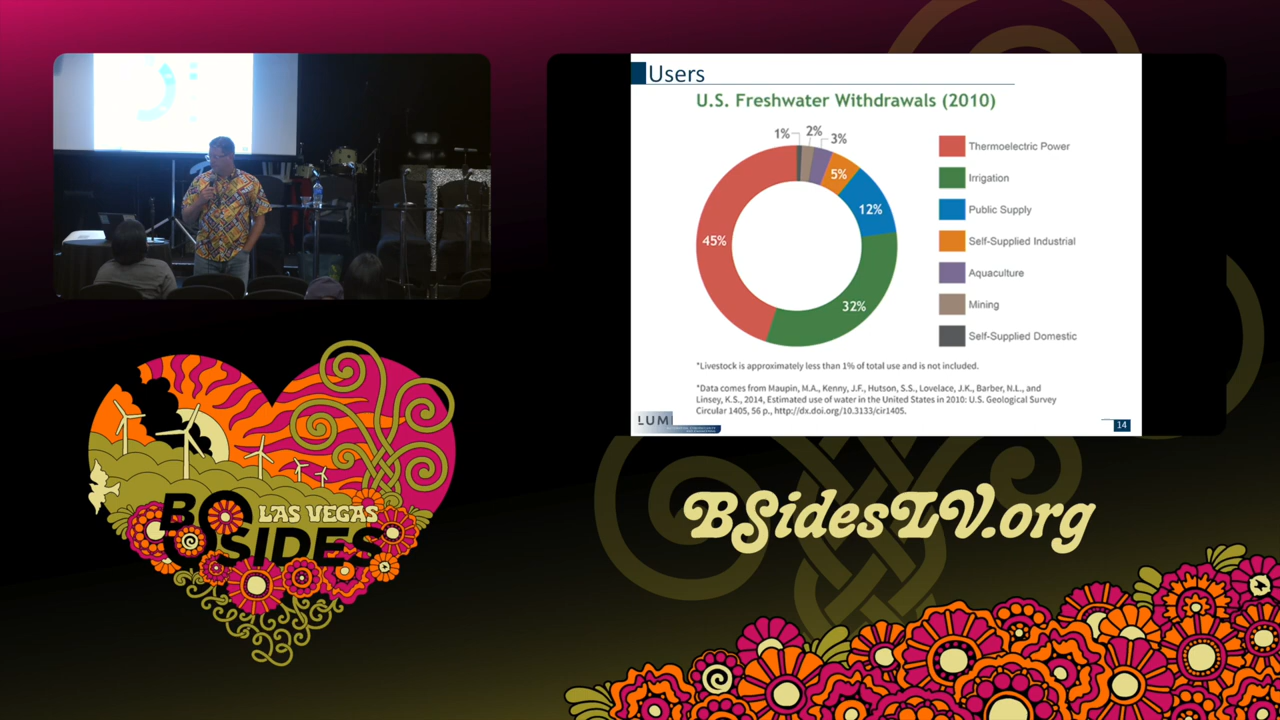 Users
U.S. Freshwater Withdrawals (2010)
1%
2%
3%
5%
12%
45%
32%
Thermoelectric Power
Irrigation
Public Supply
Self-Supplied Industrial
Aquaculture
Mining
Self-Supplied Domestic
*Livestock is approximately less than 1% of total use and is not included.
*Data comes from Maupin, M.A., Kenny, J.F., Hutson, S.S., Lovelace, J.K., Barber, N.L., and
Linsey, K.S., 2014, Estimated use of water in the United States in 2010: U.S. Geological Survey
Circular 1405, 56 p., http://dx.doi.org/10.3133/cir1405.
LUM
14
LAS VEGAS
SIDES
BSidesLV.org